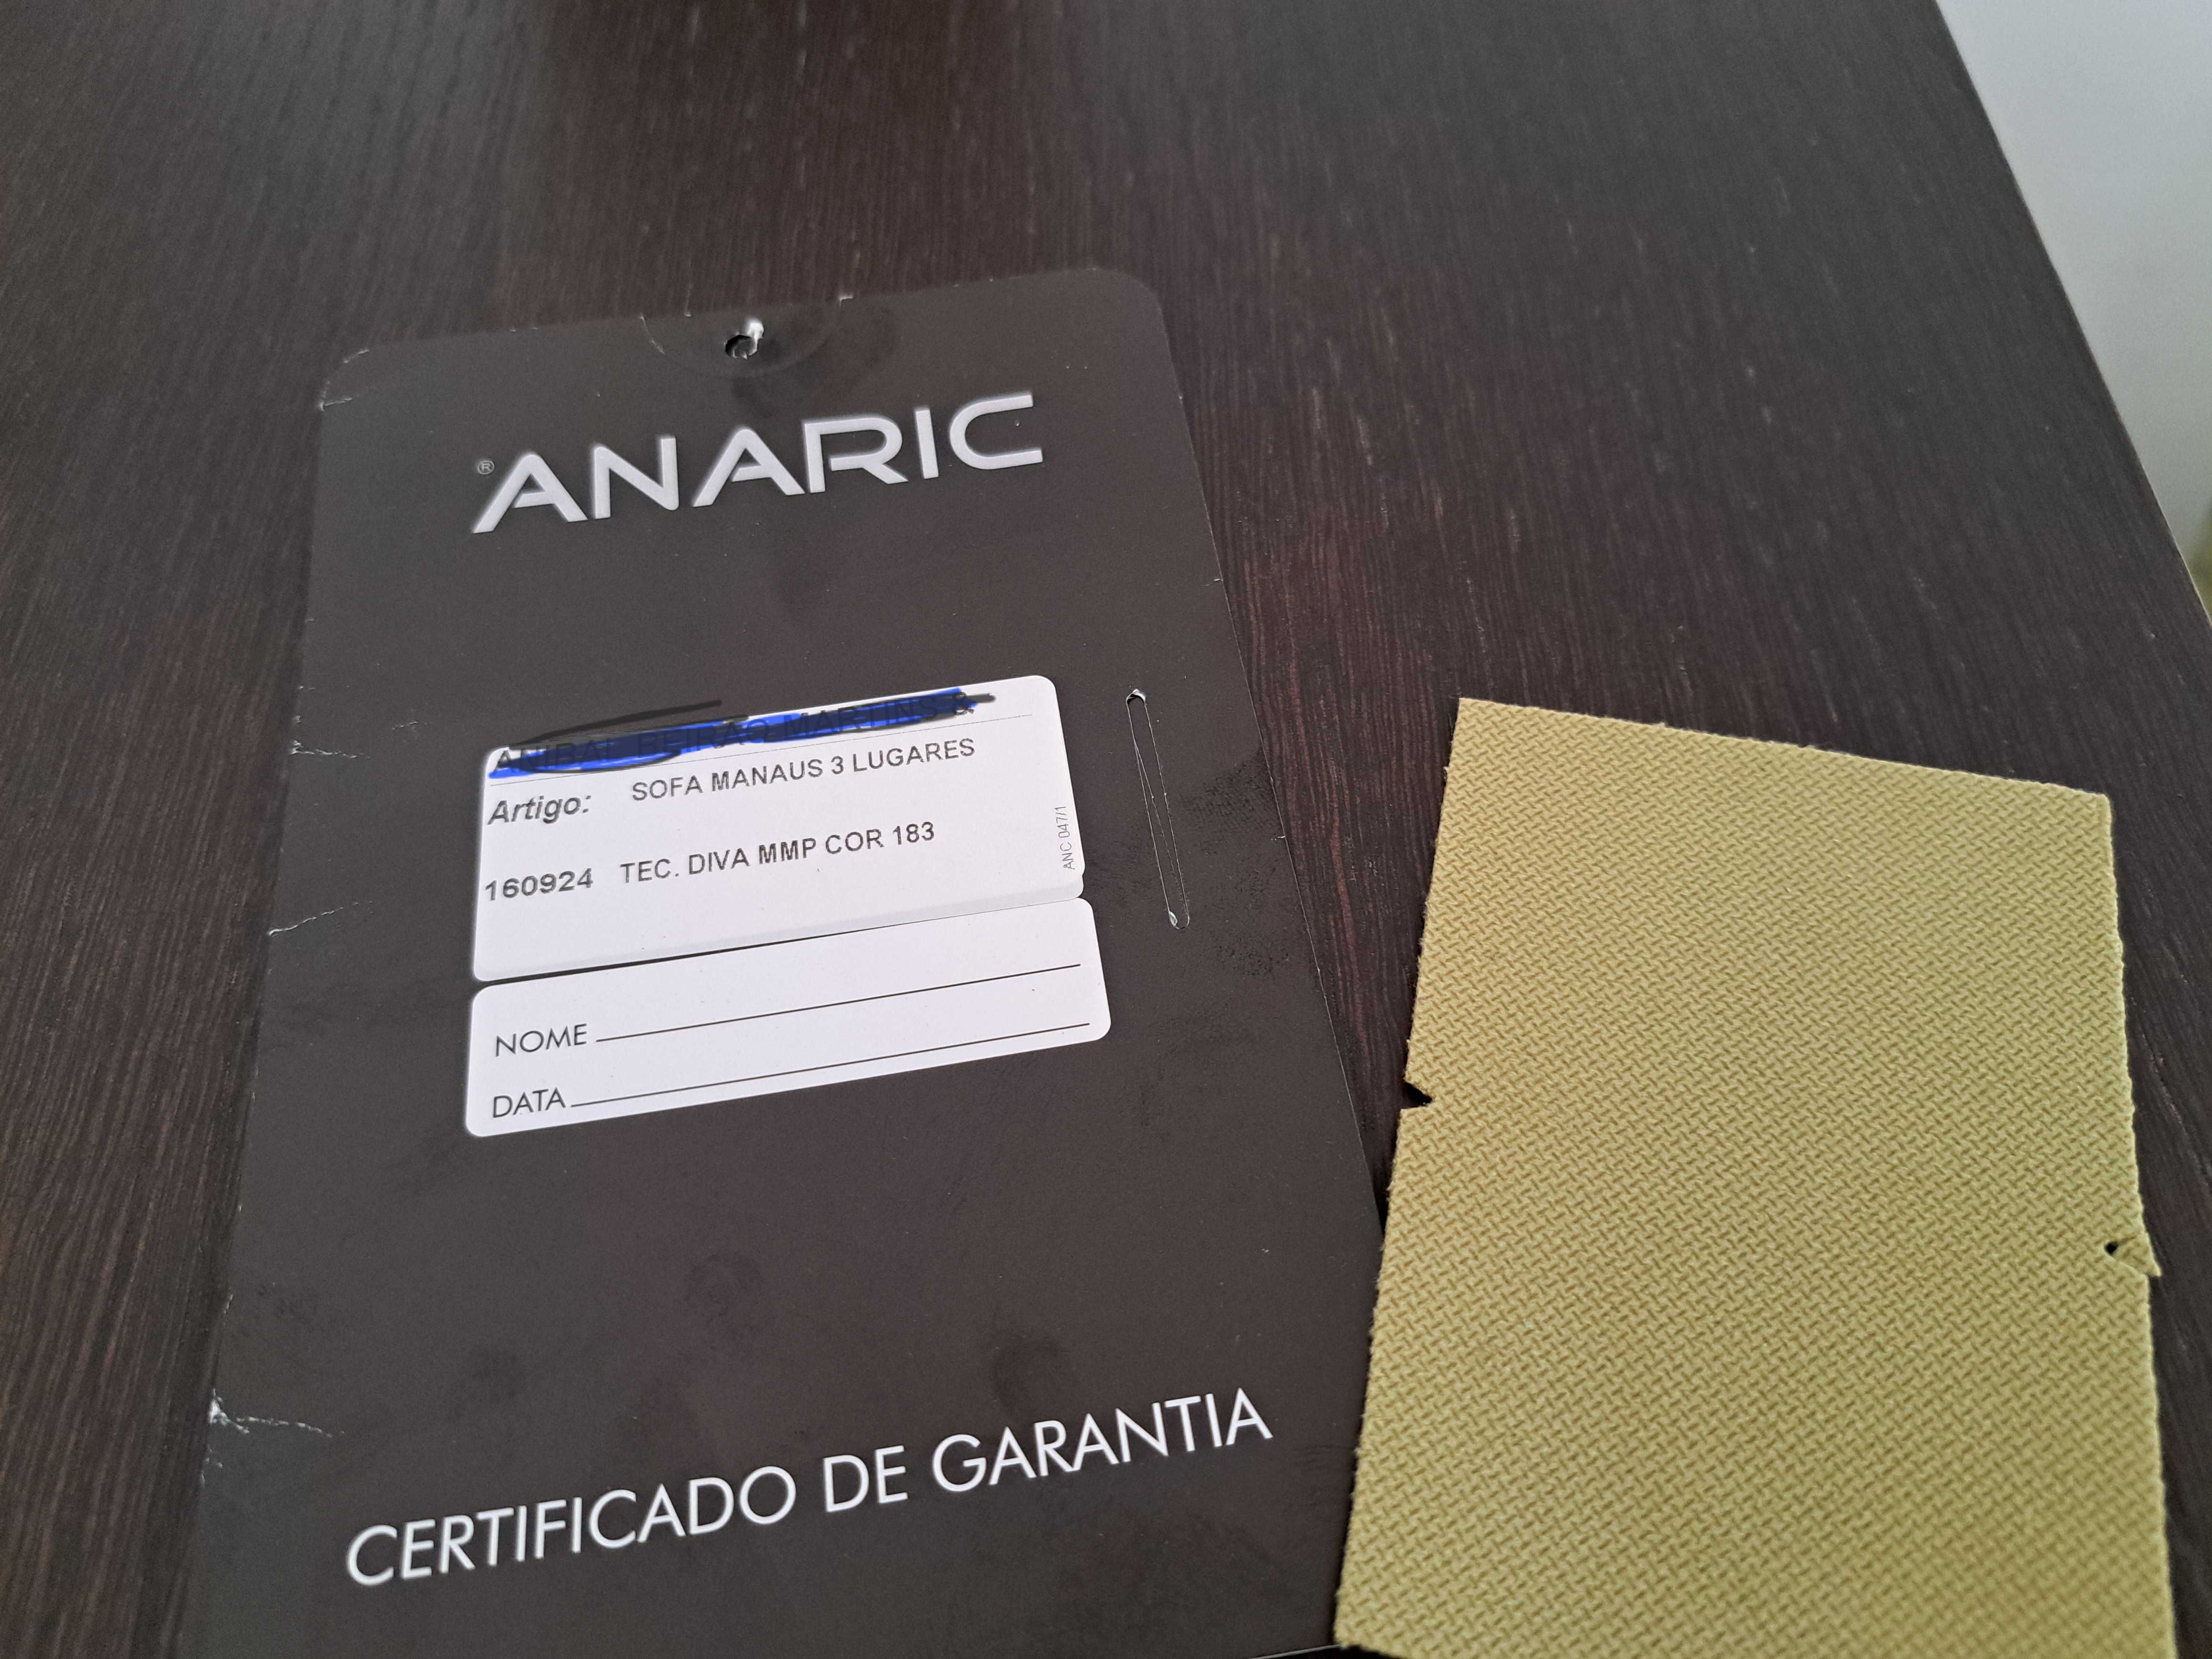 ® ANARIC
Artigo: SOFA MANAUS 3 LUGARES
160924 TEC. DIVA MMP COR 183
ANC 047/1
NOME
DATA
CERTIFICADO DE GARANTIA